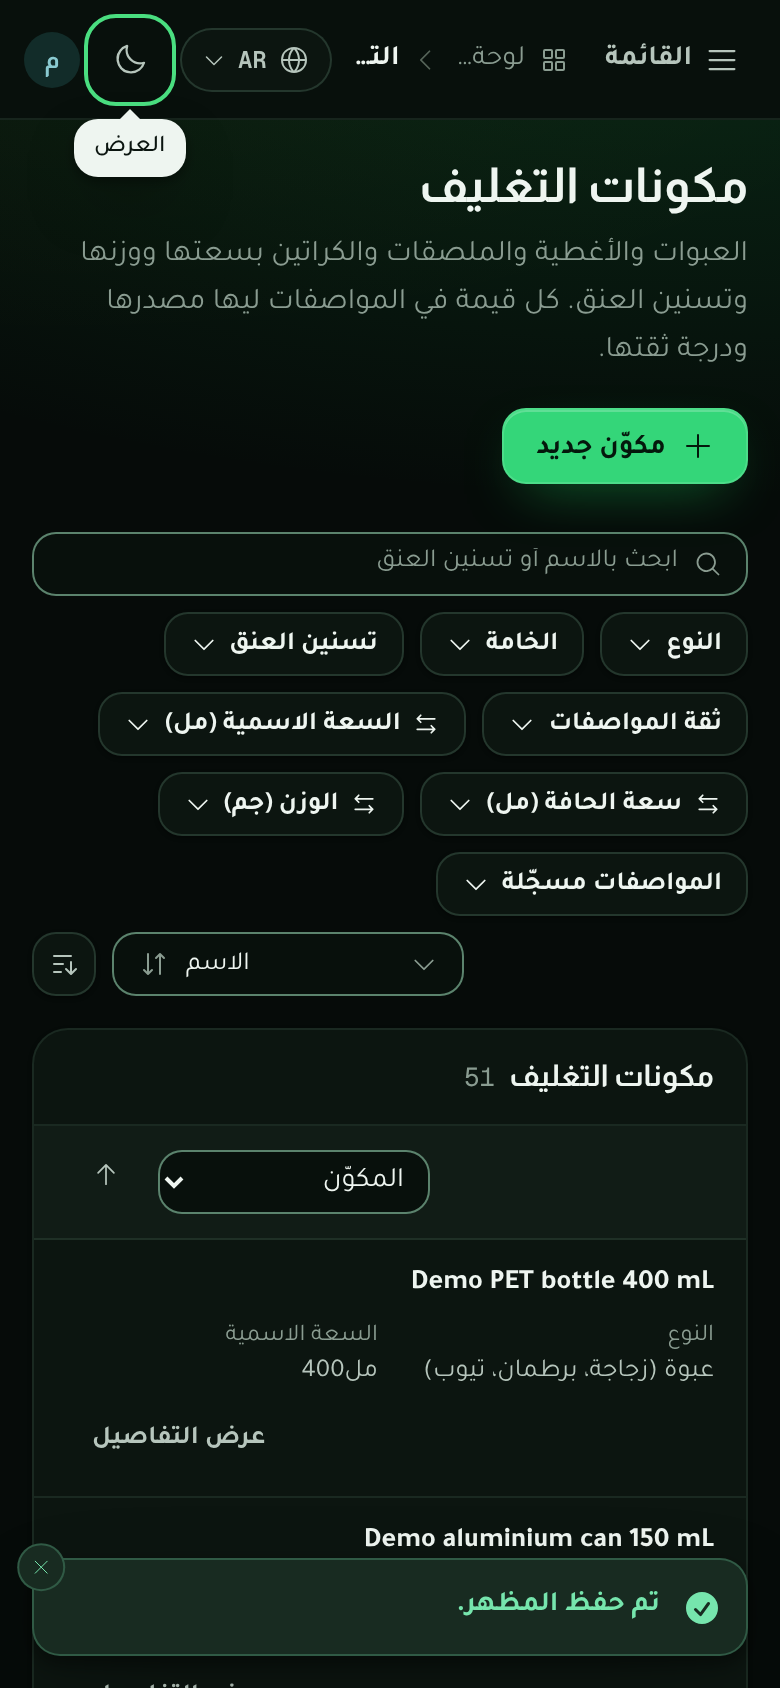 القائمة
لوحة...
الت...
AR
م
العرض
مكونات التغليف
العبوات والأغطية والملصقات والكراتين بسعتها ووزنها
وتسنين العنق. كل قيمة في المواصفات ليها مصدرها
ودرجة ثقتها.
مكوّن جديد
ابحث بالاسم أو تسنين العنق
النوع
الخامة
تسنين العنق
ثقة المواصفات
السعة الاسمية (مل)
سعة الحافة (مل)
الوزن (جم)
المواصفات مسجّلة
الاسم
مكونات التغليف 51
المكوّن
Demo PET bottle 400 mL
النوع
السعة الاسمية
عبوة (زجاجة، برطمان، تيوب)
400مل
عرض التفاصيل
Demo aluminium can 150 mL
تم حفظ المظهر.